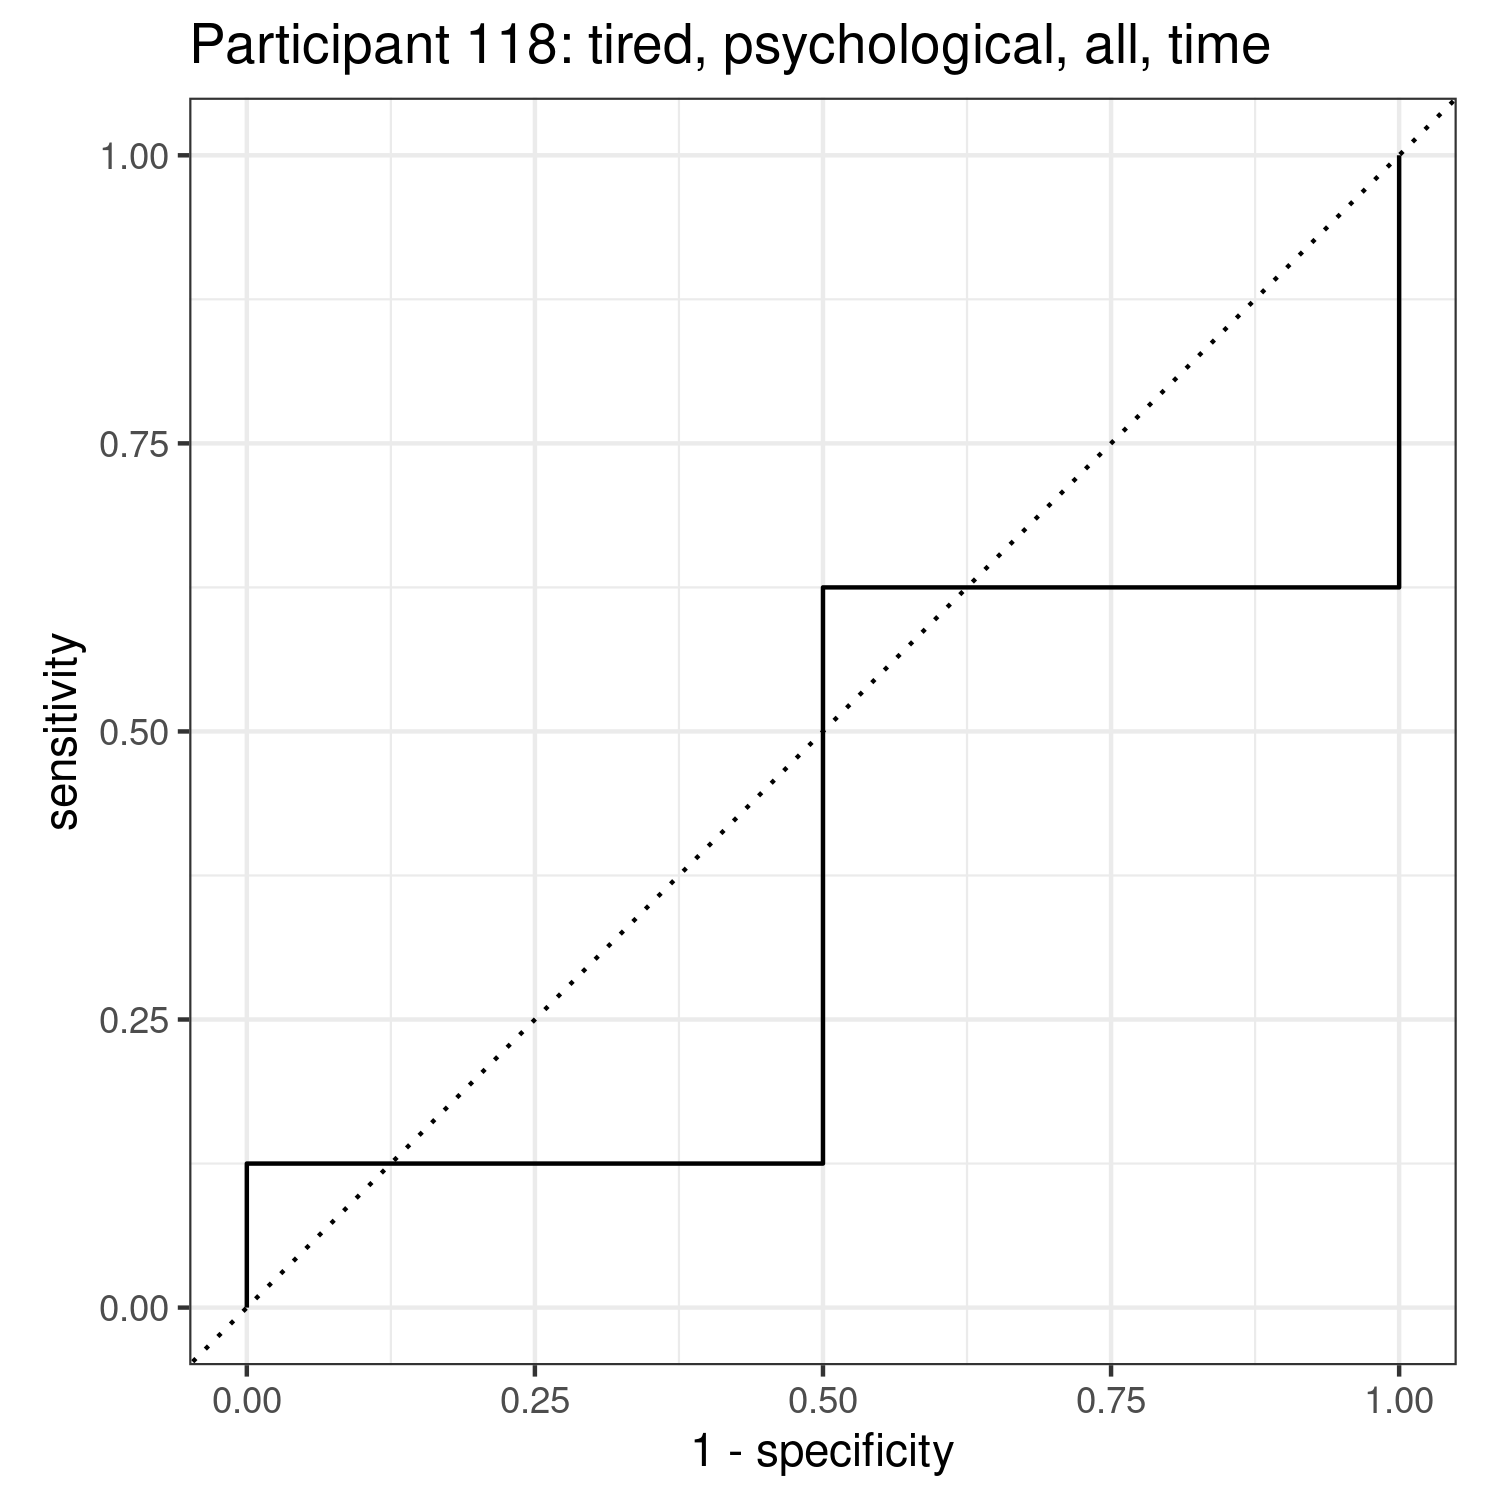 Participant 118: tired, psychological, all, time
1.00
0.75
0.50
0.25
0.00
sensitivity
0.00 0.25 0.50 0.75 1.00
1 - specificity